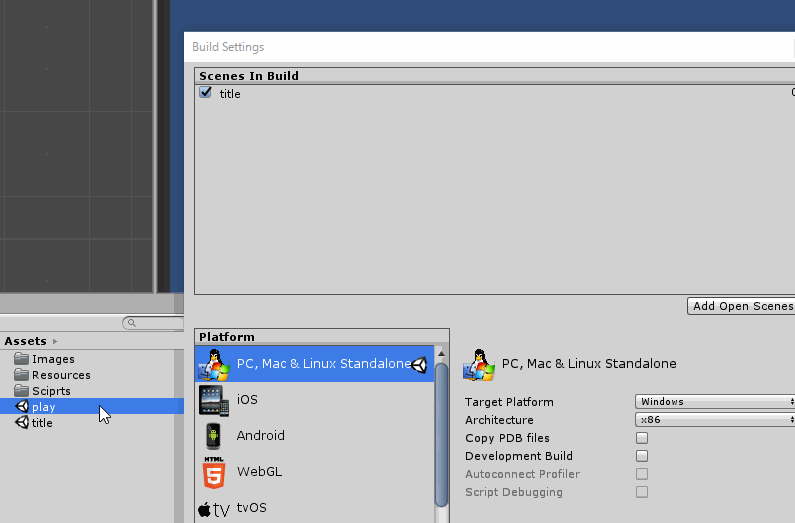 Build Settings
Scenes In Build
title
Add Open Scenes
Assets
Images
Resources
Sciprts
play
title
Platform
PC, Mac & Linux Standalone
iOS
Android
HTML
5
WebGL
tv
tvOS
PC, Mac & Linux Standalone
Target Platform Windows
Architecture x86
Copy PDB files
Development Build
Autoconnect Profiler
Script Debugging